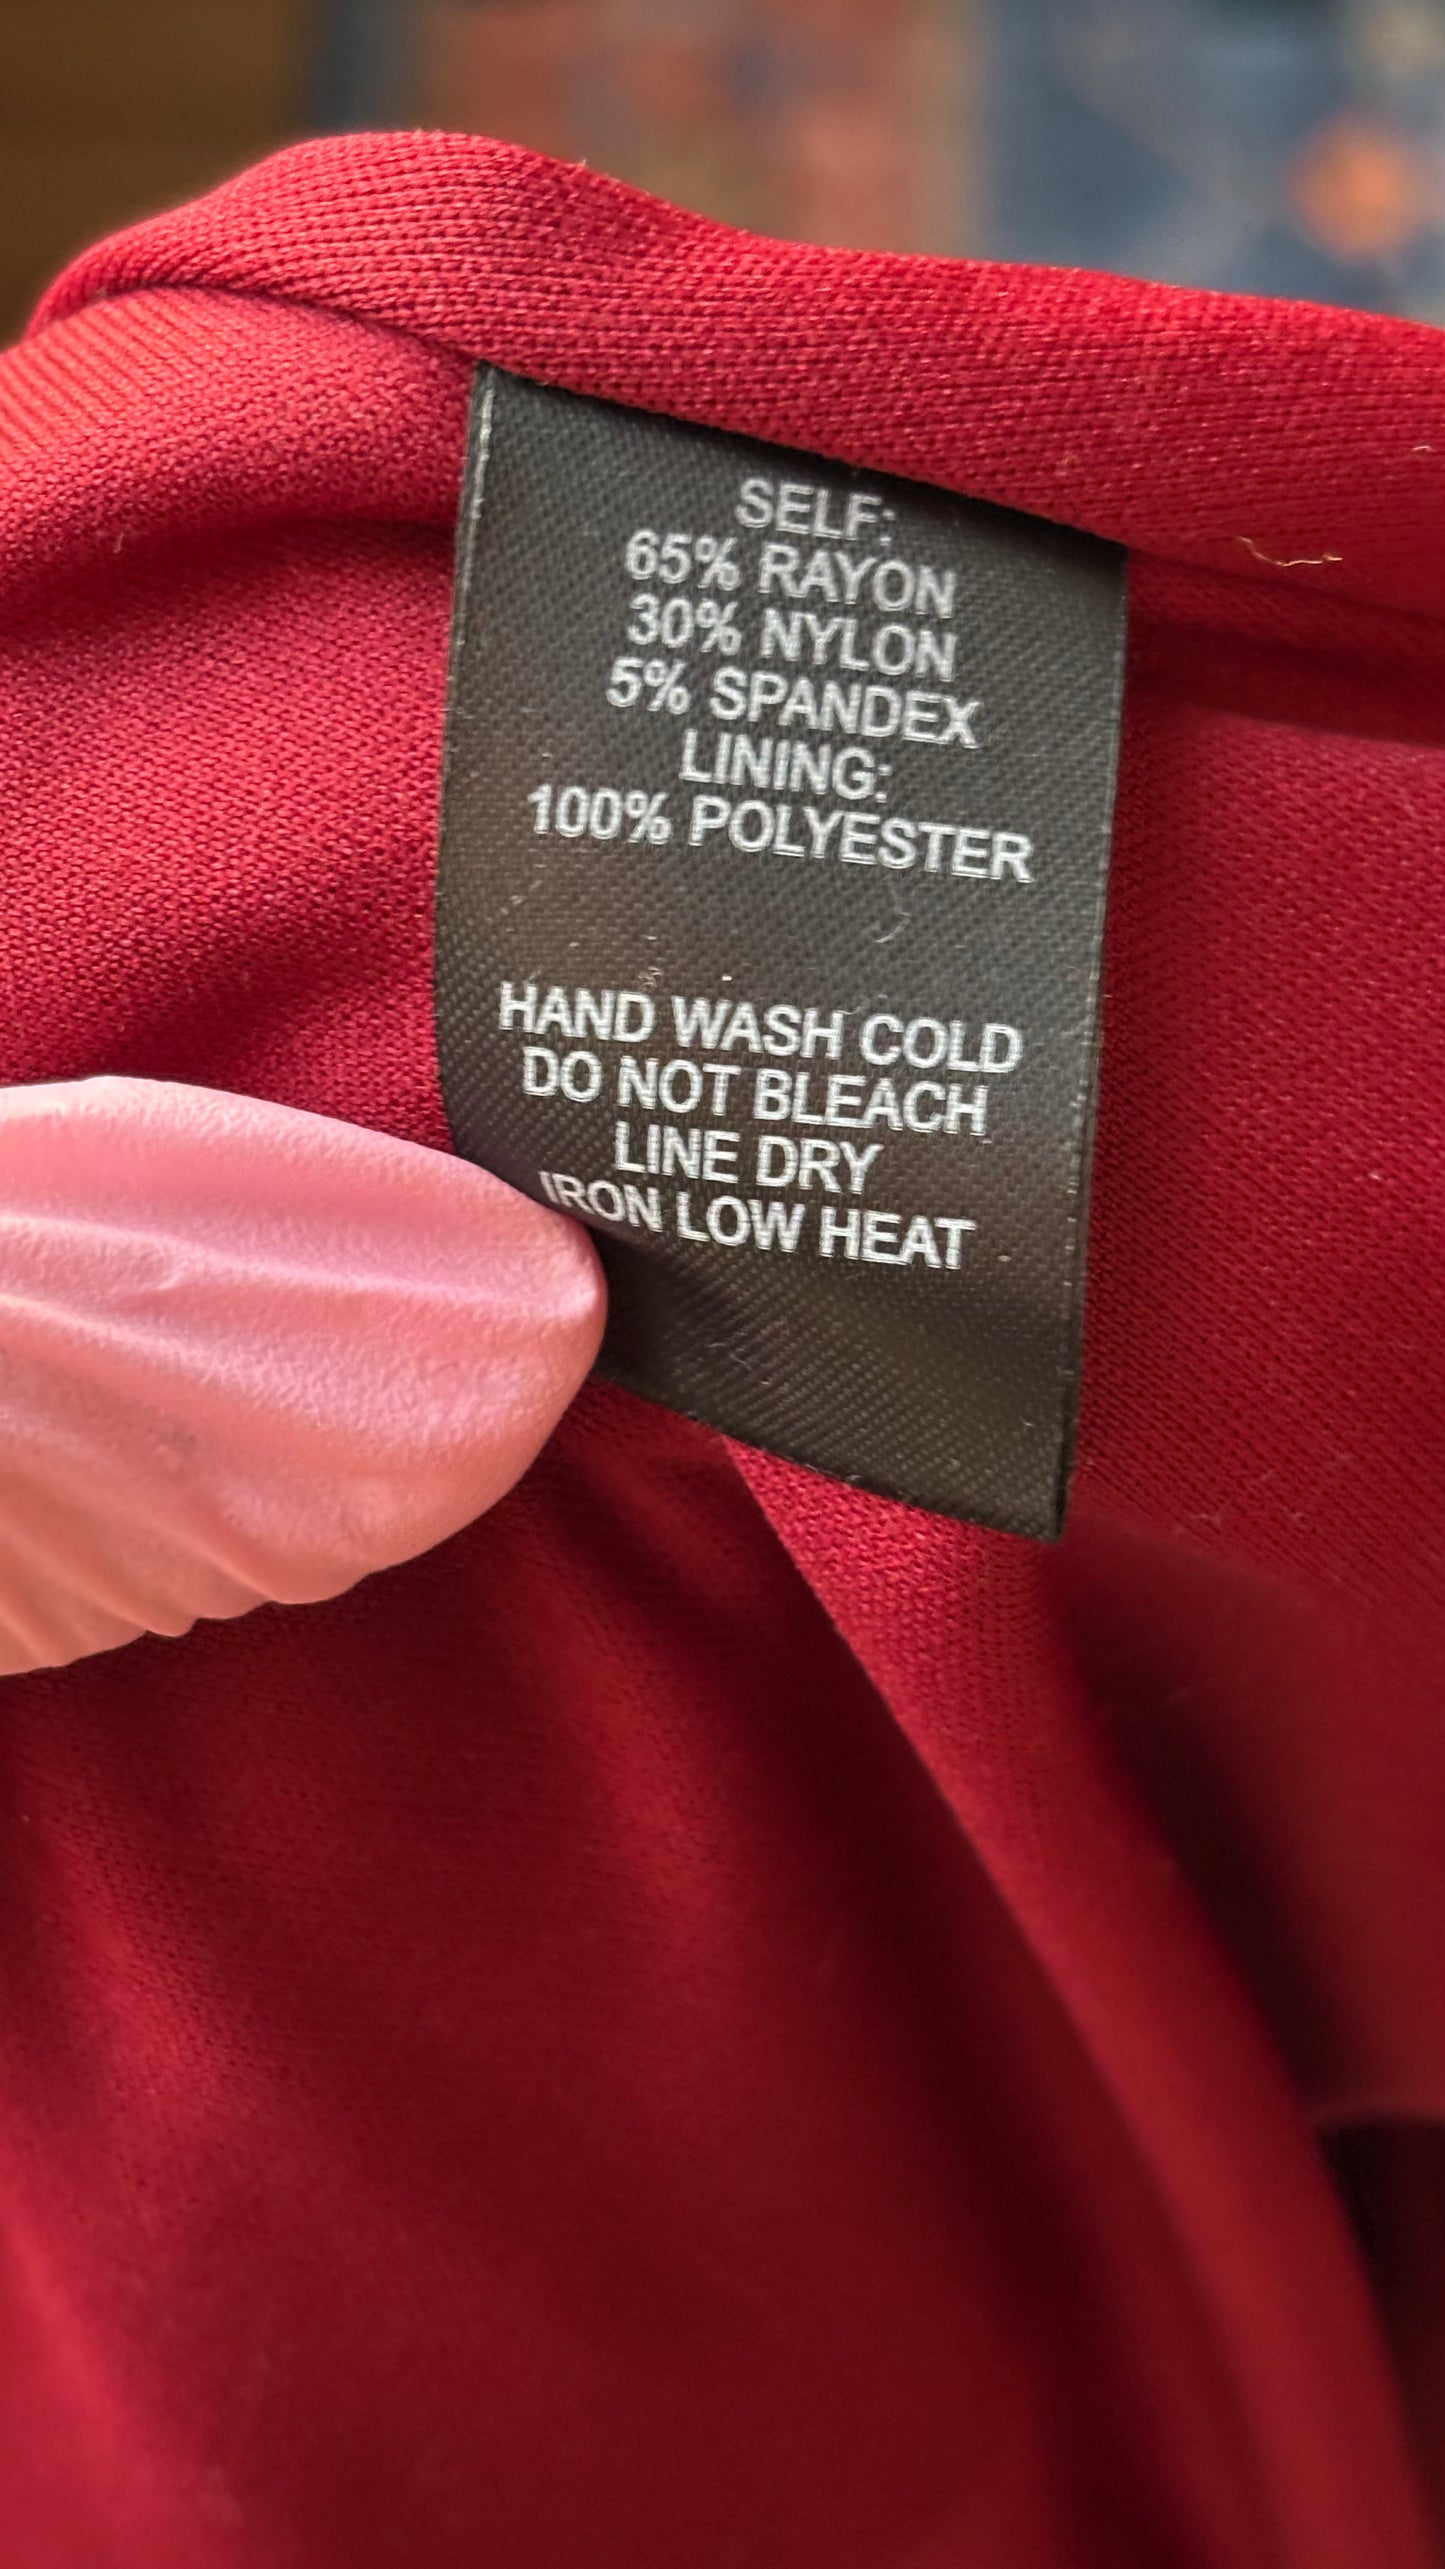 SELF:
65% RAYON
30% NYLON
5% SPANDEX
LINING:
100% POLYESTER
HAND WASH COLD
DO NOT BLEACH
LINE DRY
IRON LOW HEAT